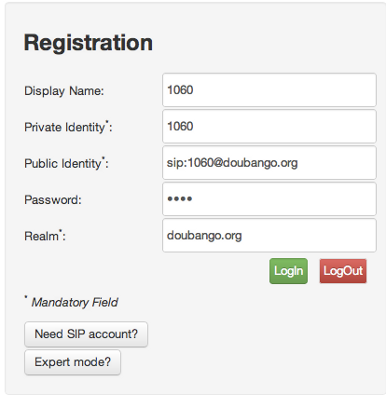 Registration
Display Name: 1060
Private Identity*: 1060
Public Identity*: sip:1060@doubango.org
Password: ••••
Realm*: doubango.org
LogIn LogOut
* Mandatory Field
Need SIP account?
Expert mode?